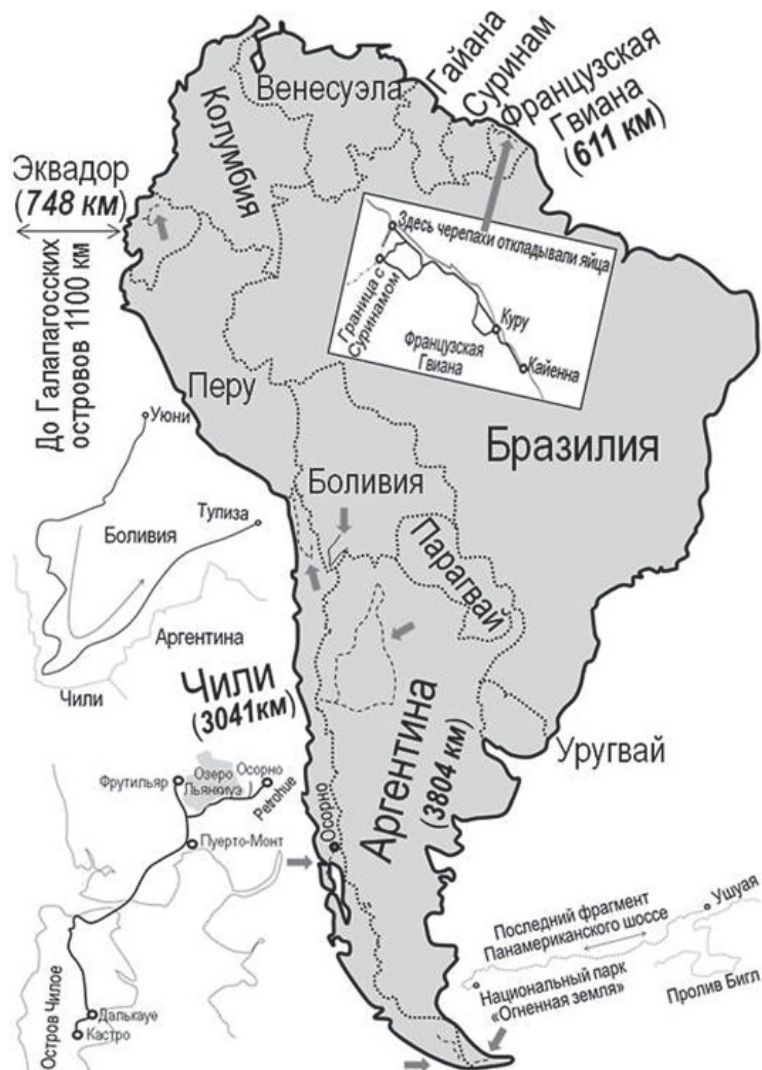 Венесуэла
Гайана
Суринам
Французская
Гвиана
(611 км)
Колумбия
Эквадор
(748 км)
До Галапагосских
островов 1100 км
Здесь черепахи откладывали яйца
Граница с
Суринамом
Куру
Французская
Гвиана
Кайенна
Перу
Бразилия
Уюни
Тупиза
Боливия
Аргентина
Чили
Боливия
Парагвай
Чили
(3041км)
Аргентина
(3804 км)
Уругвай
Фрутильяр
Озеро
Льянкиуэ
Осорно
Petrohue
Пуерто-Монт
Осорно
Остров Чилое
Далькауе
Кастро
Ушуая
Последний фрагмент
Панамериканского шоссе
Национальный парк
«Огненная земля»
Пролив Бигл